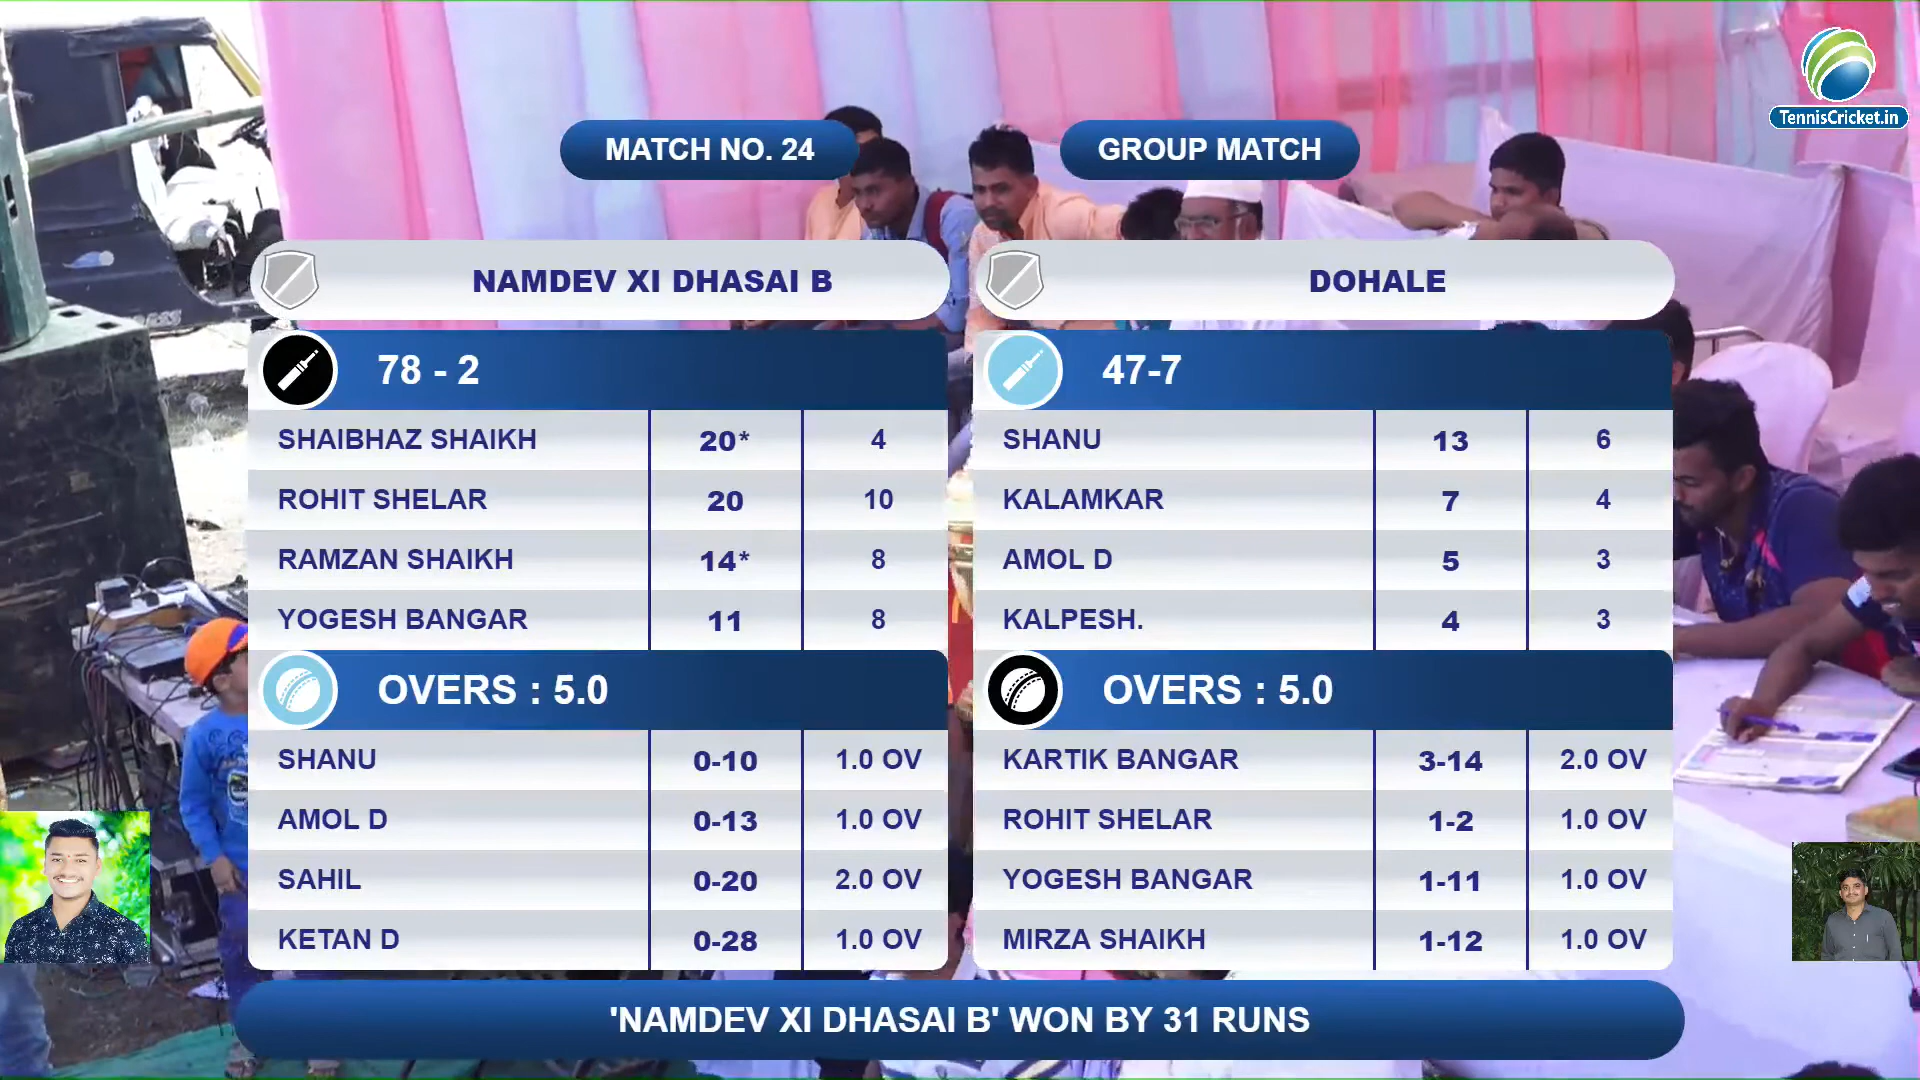 TennisCricket.in
MATCH NO. 24
GROUP MATCH
NAMDEV XI DHASAI B
78 - 2
SHAIBHAZ SHAIKH 20* 4
ROHIT SHELAR 20 10
RAMZAN SHAIKH 14* 8
YOGESH BANGAR 11 8
OVERS : 5.0
SHANU 0-10 1.0 OV
AMOL D 0-13 1.0 OV
SAHIL 0-20 2.0 OV
KETAN D 0-28 1.0 OV
DOHALE
47-7
SHANU 13 6
KALAMKAR 7 4
AMOL D 5 3
KALPESH. 4 3
OVERS : 5.0
KARTIK BANGAR 3-14 2.0 OV
ROHIT SHELAR 1-2 1.0 OV
YOGESH BANGAR 1-11 1.0 OV
MIRZA SHAIKH 1-12 1.0 OV
'NAMDEV XI DHASAI B' WON BY 31 RUNS